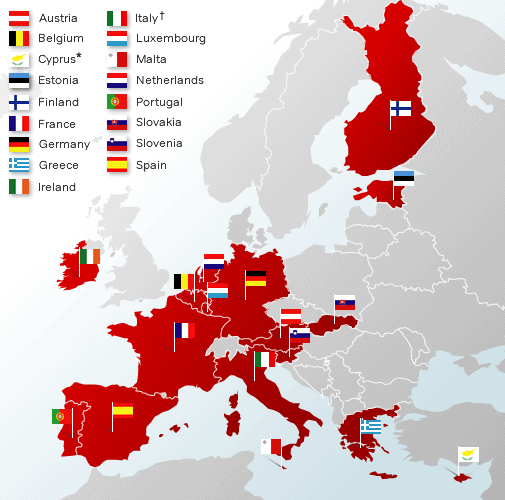 Austria
Belgium
Cyprus*
Estonia
Finland
France
Germany
Greece
Ireland
Italy†
Luxembourg
Malta
Netherlands
Portugal
Slovakia
Slovenia
Spain